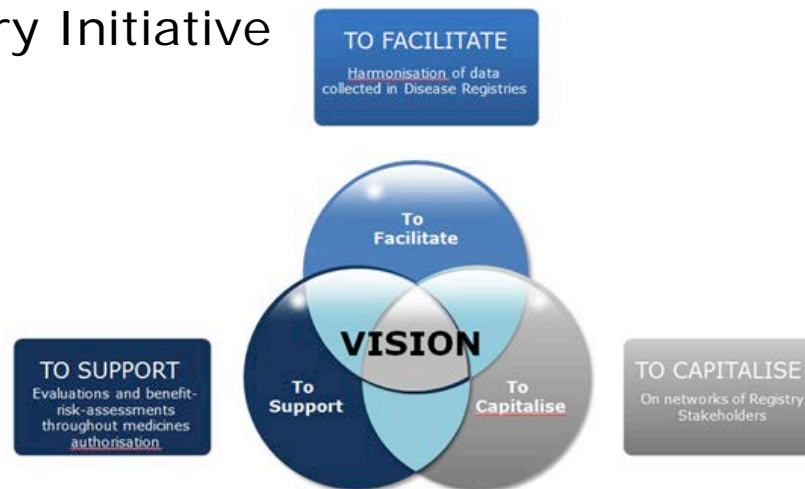 ry Initiative
TO FACILITATE
Harmonisation of data
collected in Disease Registries
To
Facilitate
VISION
To
Support
To
Capitalise
TO SUPPORT
Evaluations and benefit-
risk-assessments
throughout medicines
authorisation
TO CAPITALISE
On networks of Registry
Stakeholders